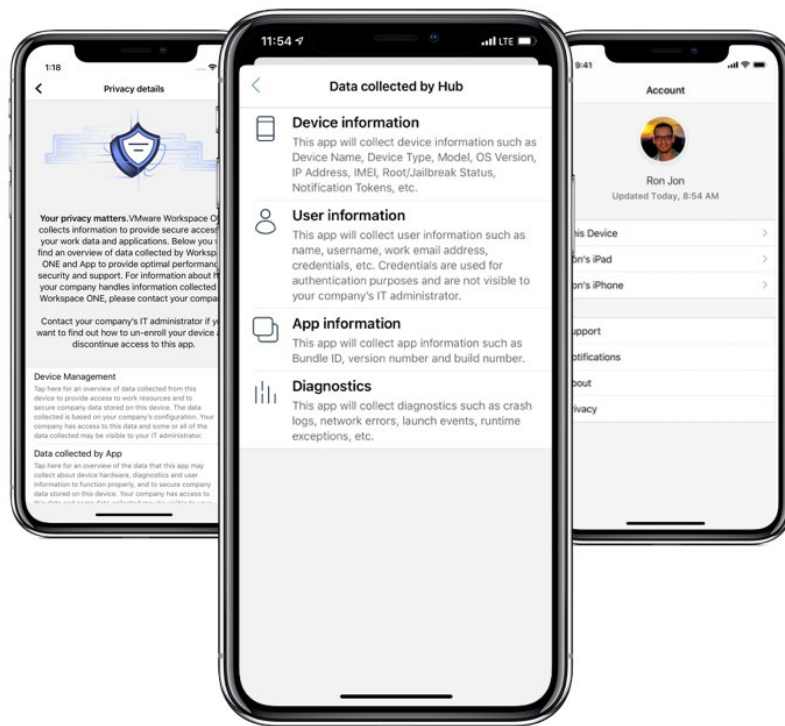 1:18
Privacy details
Your privacy matters.VMware Workspace
collects information to provide secure access
your work data and applications. Below you
find an overview of data collected by
ONE and App to provide optimal
security and support. For information about
your company handles information collected
Workspace ONE, please contact your
Contact your company's IT administrator if
want to find out how to un-enroll your device
discontinue access to this app.
Device Management
Tap here for an overview of data collected from this
device to provide access to work resources and to
secure company data stored on this device. The data
collected is based on your company's configuration. Your
company has access to this data and some or all of the
data collected may be visible to your IT administrator.
Data collected by App
Tap here for an overview of the data that this app may
collect about device hardware, diagnostics and user
information to function properly, and to secure company
data stored on this device. Your company has access to
11:54
LTE
Data collected by Hub
Device information
This app will collect device information such as
Device Name, Device Type, Model, OS Version,
IP Address, IMEI, Root/Jailbreak Status,
Notification Tokens, etc.
User information
This app will collect user information such as
name, username, work email address,
credentials, etc. Credentials are used for
authentication purposes and are not visible to
your company's IT administrator.
App information
This app will collect app information such as
Bundle ID, version number and build number.
Diagnostics
This app will collect diagnostics such as crash
logs, network errors, launch events, runtime
exceptions, etc.
9:41
Account
Ron Jon
Updated Today, 8:54 AM
Device
iPad
iPhone